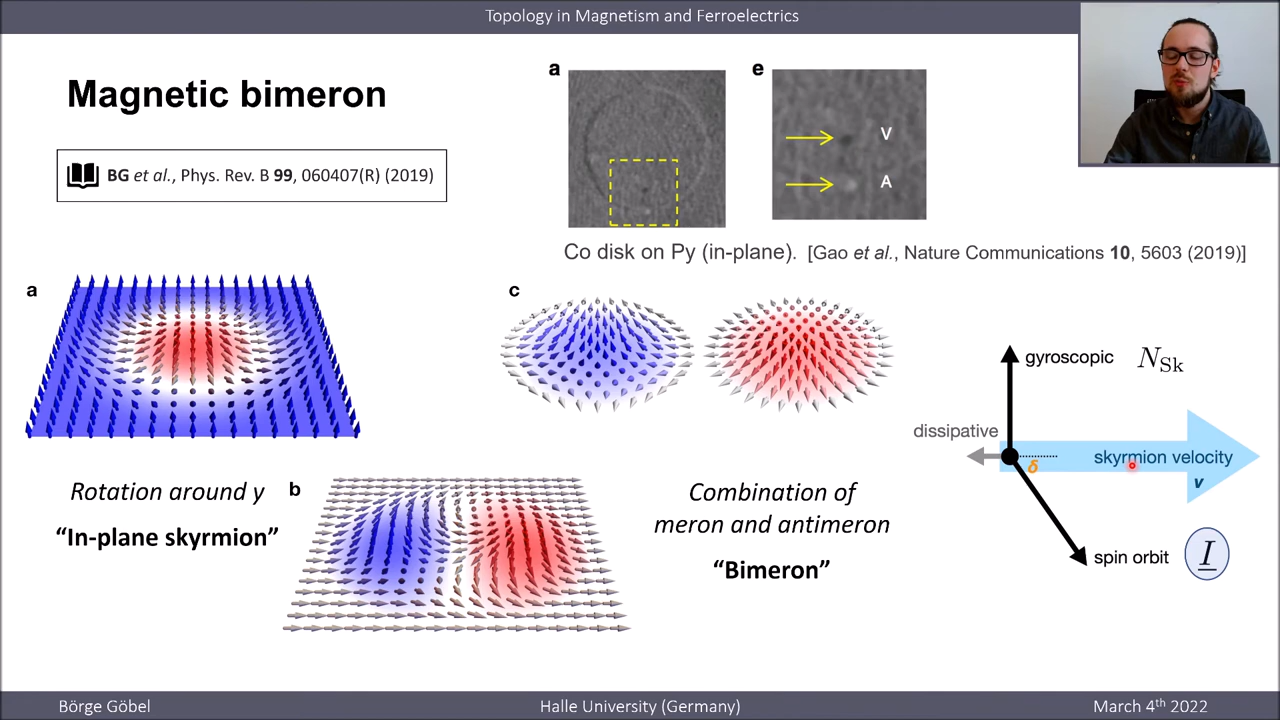 Topology in Magnetism and Ferroelectrics
Magnetic bimeron
BG et al., Phys. Rev. B 99, 060407(R) (2019)
a
e
V
A
Co disk on Py (in-plane). [Gao et al., Nature Communications 10, 5603 (2019)]
a
c
Rotation around y
"In-plane skyrmion"
b
Combination of
meron and antimeron
"Bimeron"
gyroscopic N_Sk
dissipative
δ
skyrmion velocity
v
spin orbit I
Börge Göbel
Halle University (Germany)
March 4th 2022